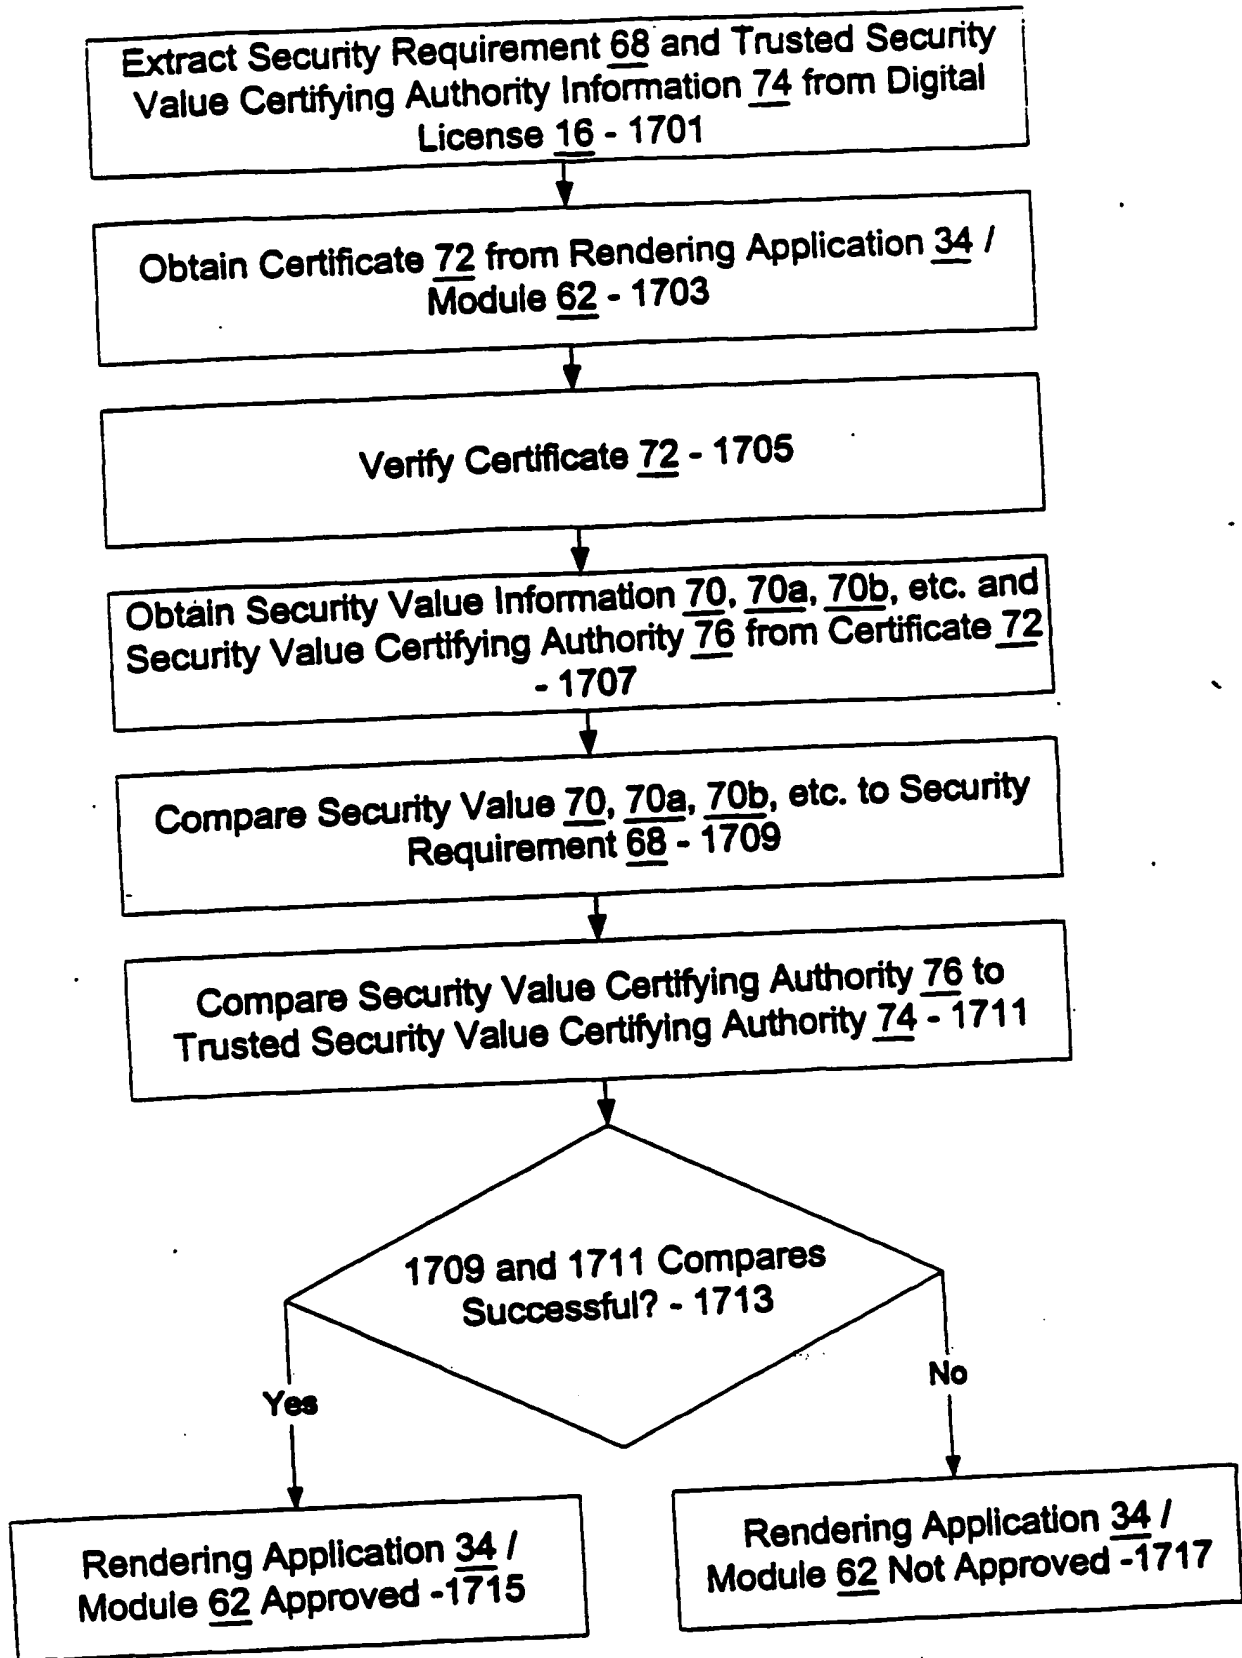 Extract Security Requirement 68 and Trusted Security
Value Certifying Authority Information 74 from Digital
License 16 - 1701
Obtain Certificate 72 from Rendering Application 34 /
Module 62 - 1703
Verify Certificate 72 - 1705
Obtain Security Value Information 70, 70a, 70b, etc. and
Security Value Certifying Authority 76 from Certificate 72
- 1707
Compare Security Value 70, 70a, 70b, etc. to Security
Requirement 68 - 1709
Compare Security Value Certifying Authority 76 to
Trusted Security Value Certifying Authority 74 - 1711
1709 and 1711 Compares
Successful? - 1713
Yes
No
Rendering Application 34 /
Module 62 Approved -1715
Rendering Application 34 /
Module 62 Not Approved -1717